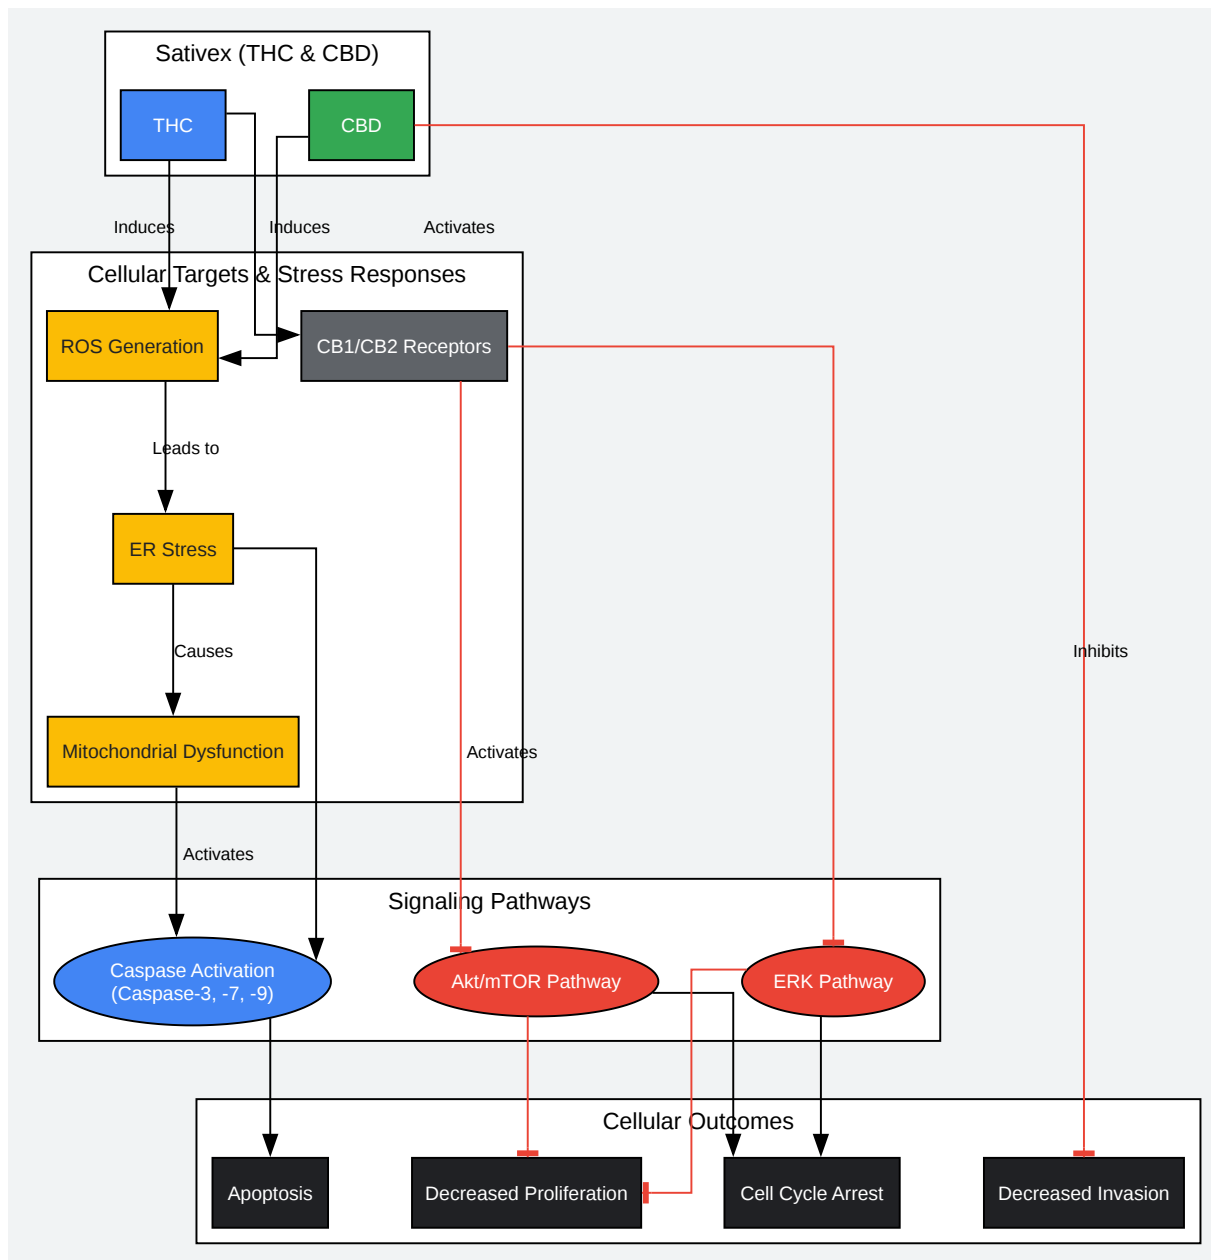 Sativex (THC & CBD)
THC
CBD
Induces
Induces
Activates
Cellular Targets & Stress Responses
ROS Generation
CB1/CB2 Receptors
Leads to
ER Stress
Causes
Inhibits
Mitochondrial Dysfunction
Activates
Activates
Signaling Pathways
Caspase Activation
(Caspase-3, -7, -9)
Akt/mTOR Pathway
ERK Pathway
Cellular Outcomes
Apoptosis
Decreased Proliferation
Cell Cycle Arrest
Decreased Invasion